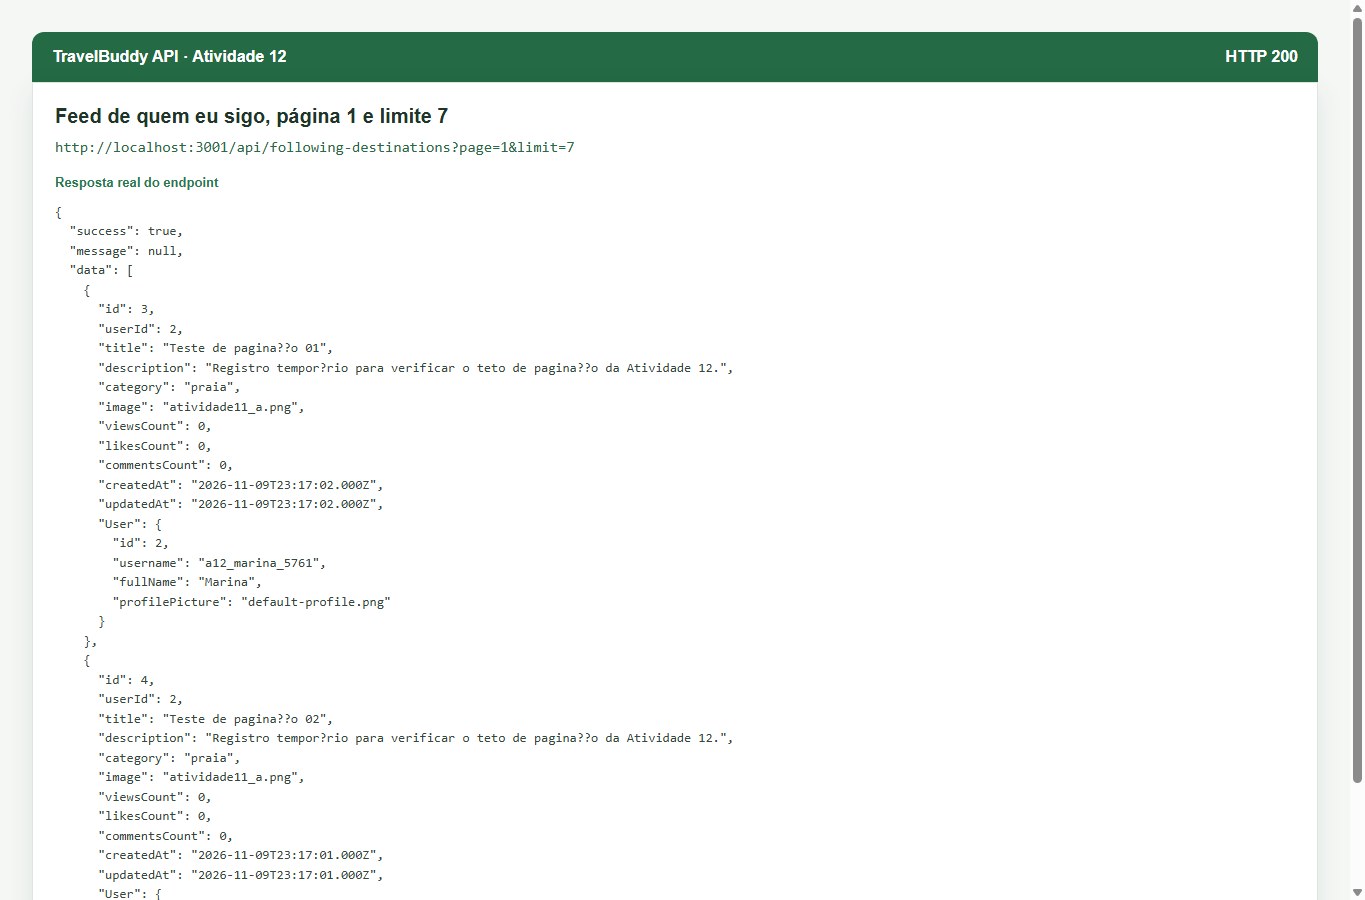 TravelBuddy API · Atividade 12
HTTP 200
Feed de quem eu sigo, página 1 e limite 7
http://localhost:3001/api/following-destinations?page=1&limit=7
Resposta real do endpoint
{
  "success": true,
  "message": null,
  "data": [
    {
      "id": 3,
      "userId": 2,
      "title": "Teste de pagina??o 01",
      "description": "Registro tempor?rio para verificar o teto de pagina??o da Atividade 12.",
      "category": "praia",
      "image": "atividade11_a.png",
      "viewsCount": 0,
      "likesCount": 0,
      "commentsCount": 0,
      "createdAt": "2026-11-09T23:17:02.000Z",
      "updatedAt": "2026-11-09T23:17:02.000Z",
      "User": {
        "id": 2,
        "username": "a12_marina_5761",
        "fullName": "Marina",
        "profilePicture": "default-profile.png"
      }
    },
    {
      "id": 4,
      "userId": 2,
      "title": "Teste de pagina??o 02",
      "description": "Registro tempor?rio para verificar o teto de pagina??o da Atividade 12.",
      "category": "praia",
      "image": "atividade11_a.png",
      "viewsCount": 0,
      "likesCount": 0,
      "commentsCount": 0,
      "createdAt": "2026-11-09T23:17:01.000Z",
      "updatedAt": "2026-11-09T23:17:01.000Z",
      "User": {